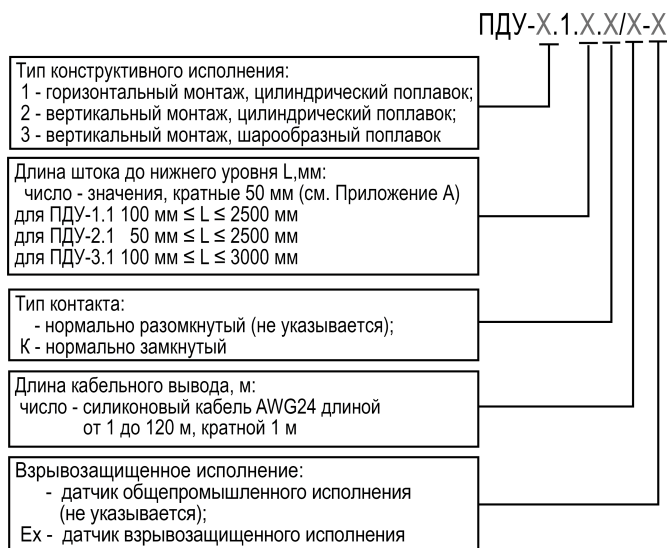 ПДУ-Х.1.Х.Х/Х-Х
Тип конструктивного исполнения:
1 - горизонтальный монтаж, цилиндрический поплавок;
2 - вертикальный монтаж, цилиндрический поплавок;
3 - вертикальный монтаж, шарообразный поплавок
Длина штока до нижнего уровня L,мм:
число - значения, кратные 50 мм (см. Приложение А)
для ПДУ-1.1 100 мм ≤ L ≤ 2500 мм
для ПДУ-2.1 50 мм ≤ L ≤ 2500 мм
для ПДУ-3.1 100 мм ≤ L ≤ 3000 мм
Тип контакта:
- нормально разомкнутый (не указывается);
К - нормально замкнутый
Длина кабельного вывода, м:
число - силиконовый кабель AWG24 длиной
от 1 до 120 м, кратной 1 м
Взрывозащищенное исполнение:
- датчик общепромышленного исполнения
(не указывается);
Ex - датчик взрывозащищенного исполнения